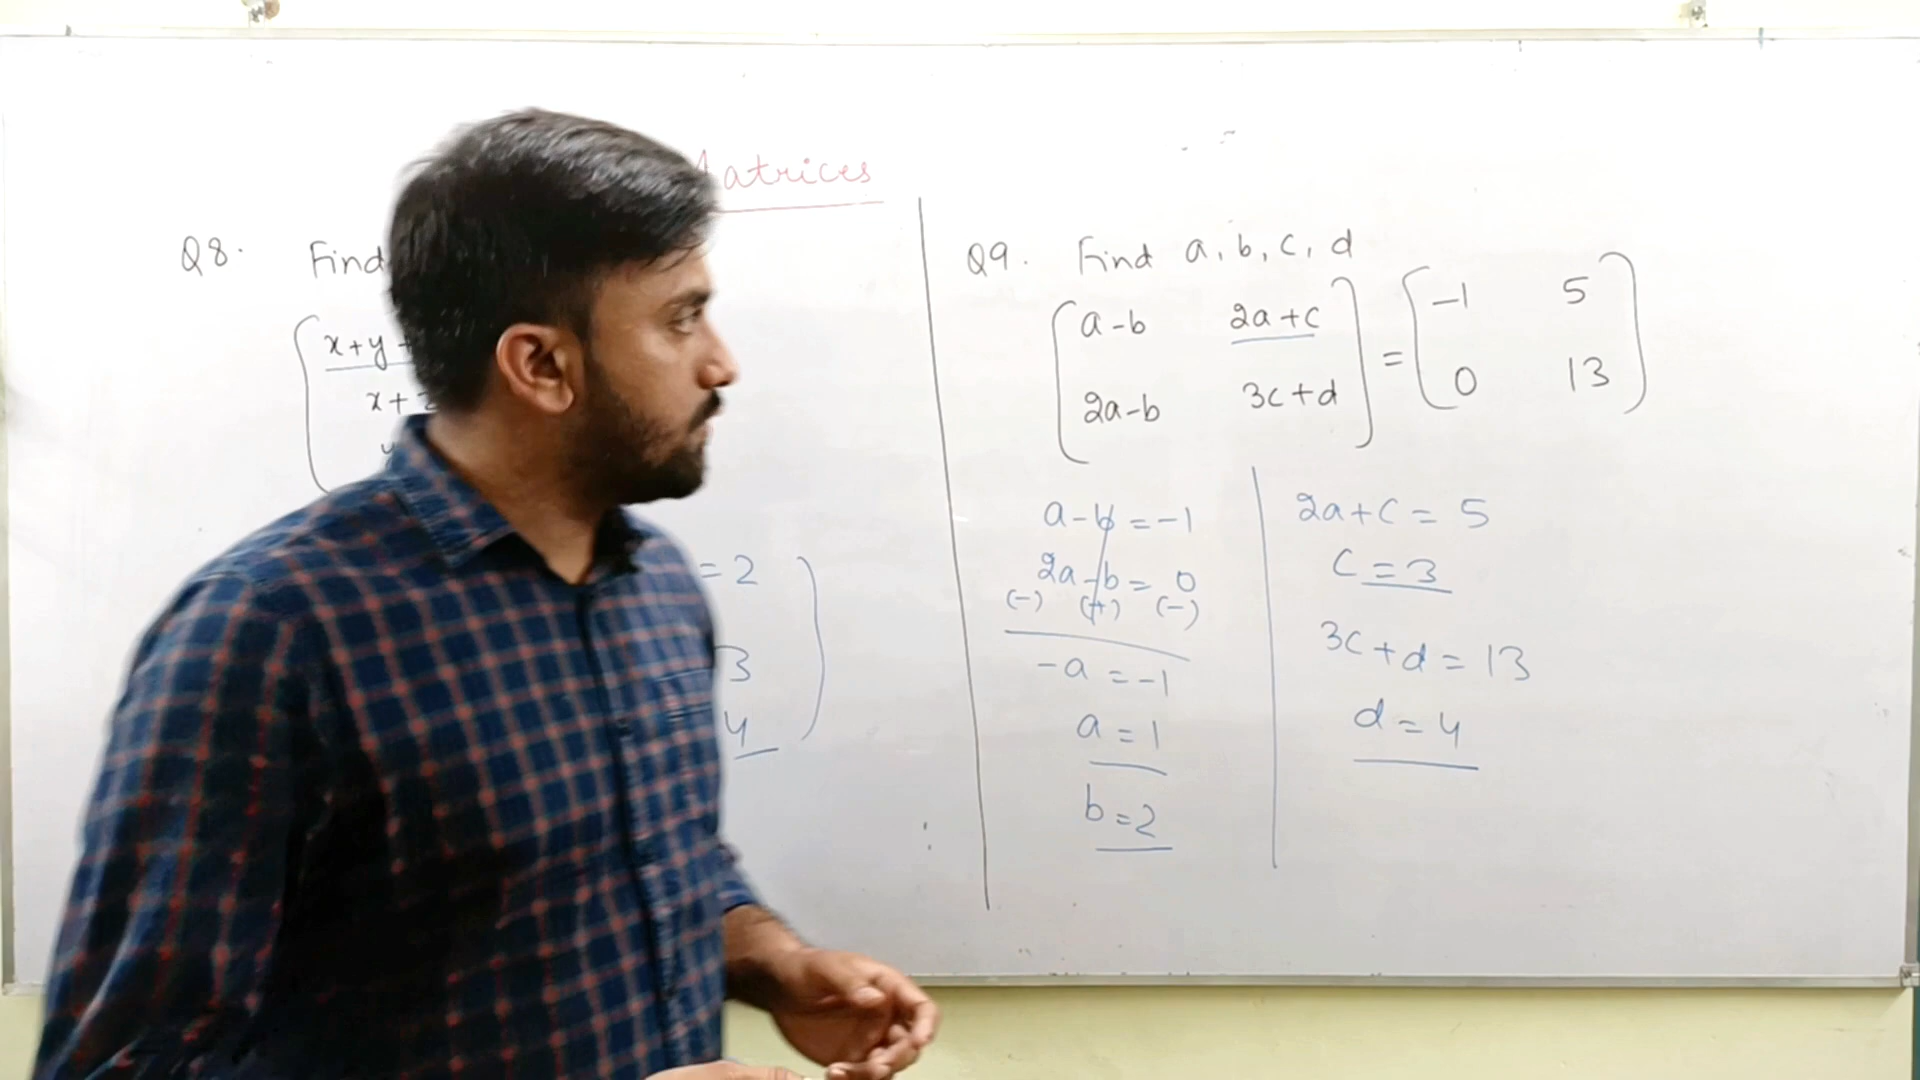 Q8. Find
x+y+
x+z
= 2
3
4
Q9. Find a, b, c, d
a-b 2a+c = -1 5
2a-b 3c+d 0 13
a-b=-1
2a-b=0
(-) (+) (-)
-a=-1
a=1
b=2
2a+c=5
c=3
3c+d=13
d=4